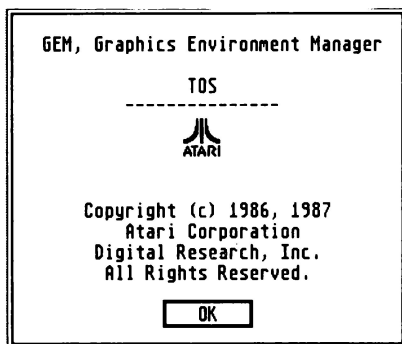 GEM, Graphics Environment Manager
TOS
---------------
ATARI
Copyright (c) 1986, 1987
Atari Corporation
Digital Research, Inc.
All Rights Reserved.
OK